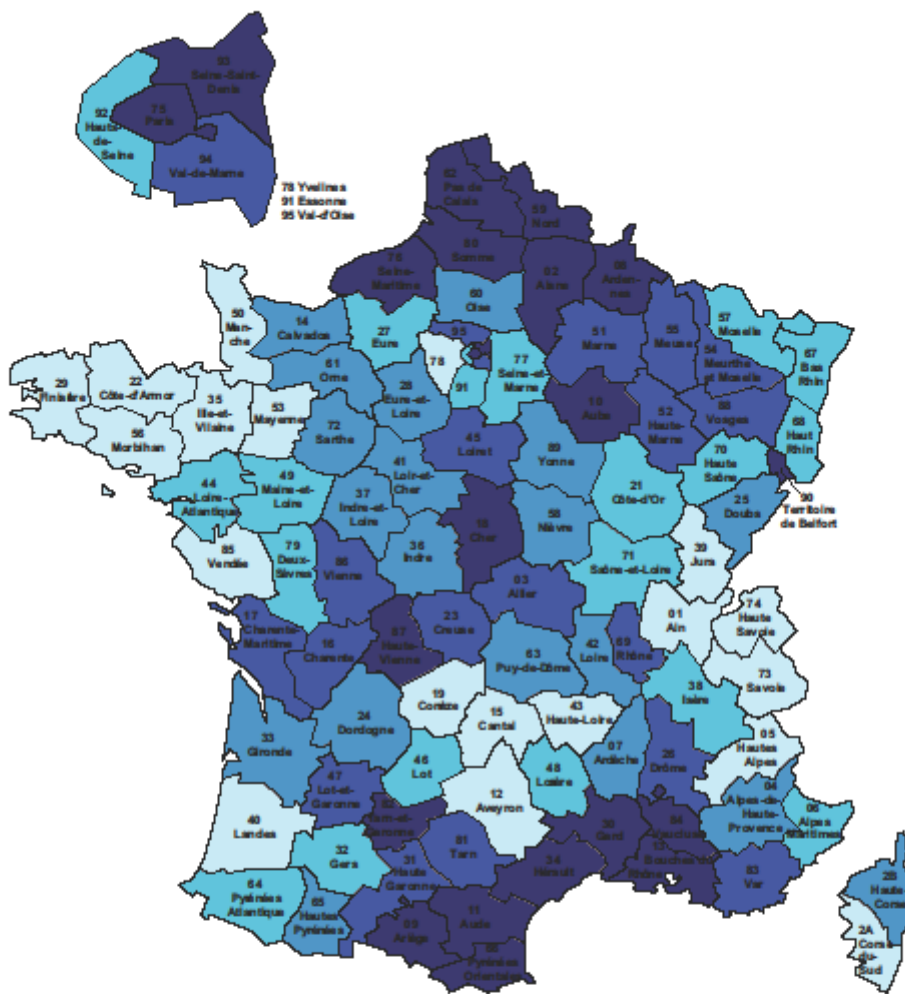 93
Seine-Saint-
Denis
75
Paris
92
Hauts-
de-
Seine
94
Val-de-Marne
78 Yvelines
91 Essonne
95 Val-d'Oise
62
Pas de
Calais
59
Nord
80
Somme
76
Seine-
Maritime
02
Aisne
08
Arden-
nes
60
Oise
50
Man-
che
14
Calvados
27
Eure
95
78
91
77
Seine-et-
Marne
51
Marne
55
Meuse
57
Moselle
54
Meurthe
et Moselle
67
Bas
Rhin
61
Orne
28
Eure-et-
Loire
29
Finistère
22
Côte-d'Armor
35
Ille-et-
Vilaine
53
Mayenne
56
Morbihan
72
Sarthe
10
Aube
52
Haute-
Marne
88
Vosges
68
Haut
Rhin
45
Loiret
89
Yonne
70
Haute
Saône
90
Territoire
de Belfort
44
Loire-
Atlantique
49
Maine-et-
Loire
41
Loir-et-
Cher
37
Indre-et-
Loire
21
Côte-d'Or
25
Doubs
58
Nièvre
18
Cher
36
Indre
85
Vendée
79
Deux-
Sèvres
86
Vienne
71
Saône-et-Loire
39
Jura
03
Allier
01
Ain
74
Haute
Savoie
17
Charente-
Maritime
16
Charente
87
Haute-
Vienne
23
Creuse
63
Puy-de-Dôme
42
Loire
69
Rhône
73
Savoie
38
Isère
19
Corrèze
15
Cantal
43
Haute-Loire
24
Dordogne
33
Gironde
05
Hautes
Alpes
07
Ardèche
26
Drôme
46
Lot
48
Lozère
47
Lot-et-
Garonne
12
Aveyron
04
Alpes-de-
Haute-
Provence
06
Alpes
Maritimes
82
Tarn-et-
Garonne
30
Gard
84
Vaucluse
40
Landes
32
Gers
81
Tarn
31
Haute
Garonne
34
Hérault
13
Bouches du
Rhône
83
Var
64
Pyrénées
Atlantique
65
Hautes
Pyrénées
09
Ariège
11
Aude
66
Pyrénées
Orientales
2B
Haute
Corse
2A Corse
du-
Sud